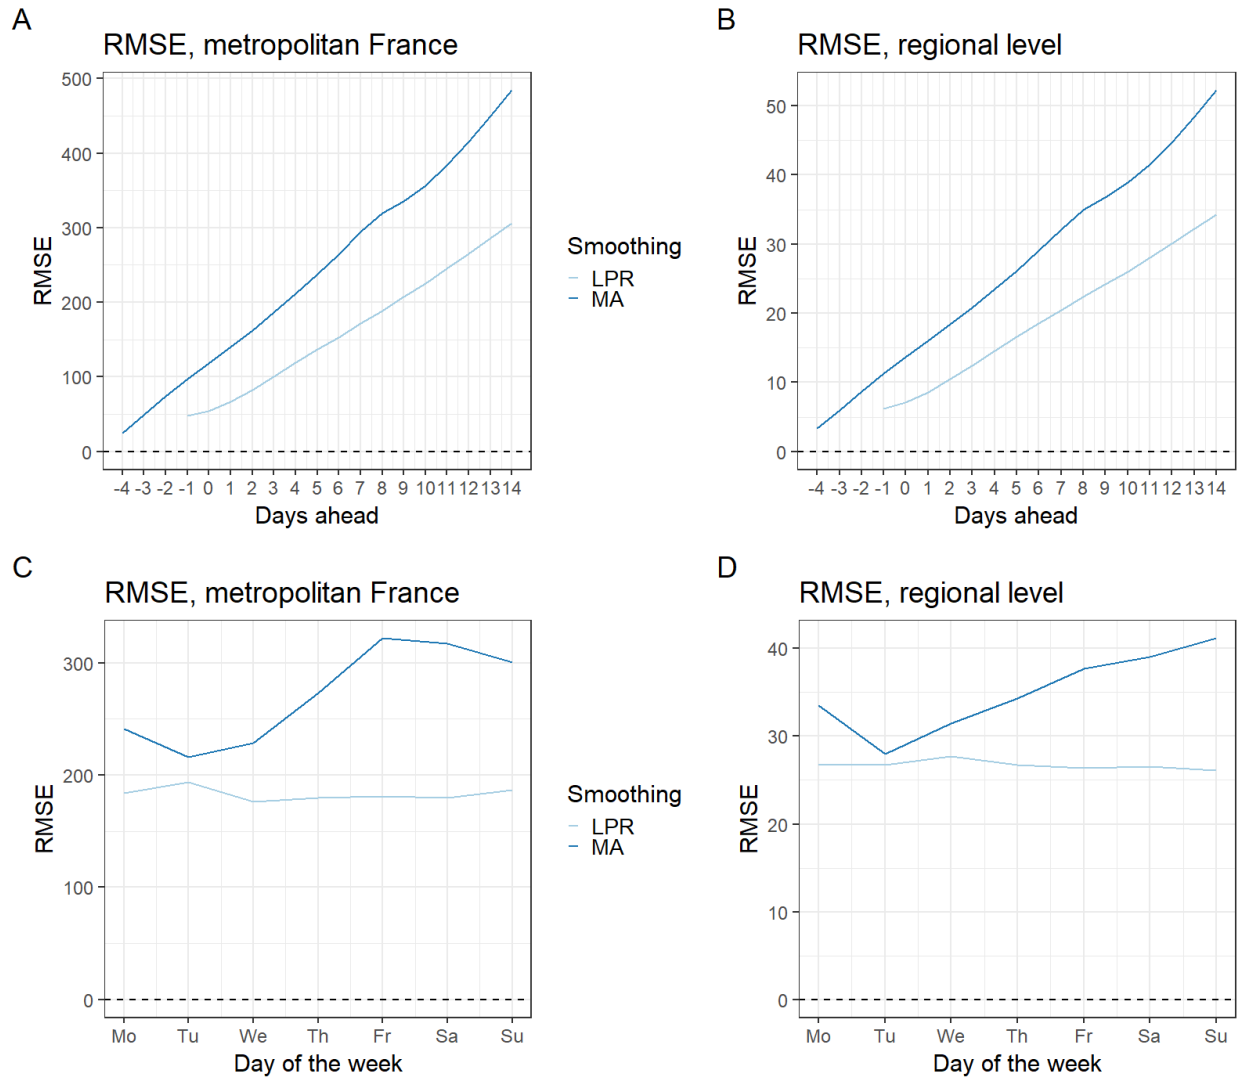 A
RMSE, metropolitan France
500
400
300
200
100
0
RMSE
-4 -3 -2 -1 0 1 2 3 4 5 6 7 8 9 10 11 12 13 14
Days ahead
Smoothing
LPR
MA
B
RMSE, regional level
50
40
30
20
10
0
RMSE
-4 -3 -2 -1 0 1 2 3 4 5 6 7 8 9 10 11 12 13 14
Days ahead
C
RMSE, metropolitan France
300
200
100
0
RMSE
Mo Tu We Th Fr Sa Su
Day of the week
Smoothing
LPR
MA
D
RMSE, regional level
40
30
20
10
0
RMSE
Mo Tu We Th Fr Sa Su
Day of the week